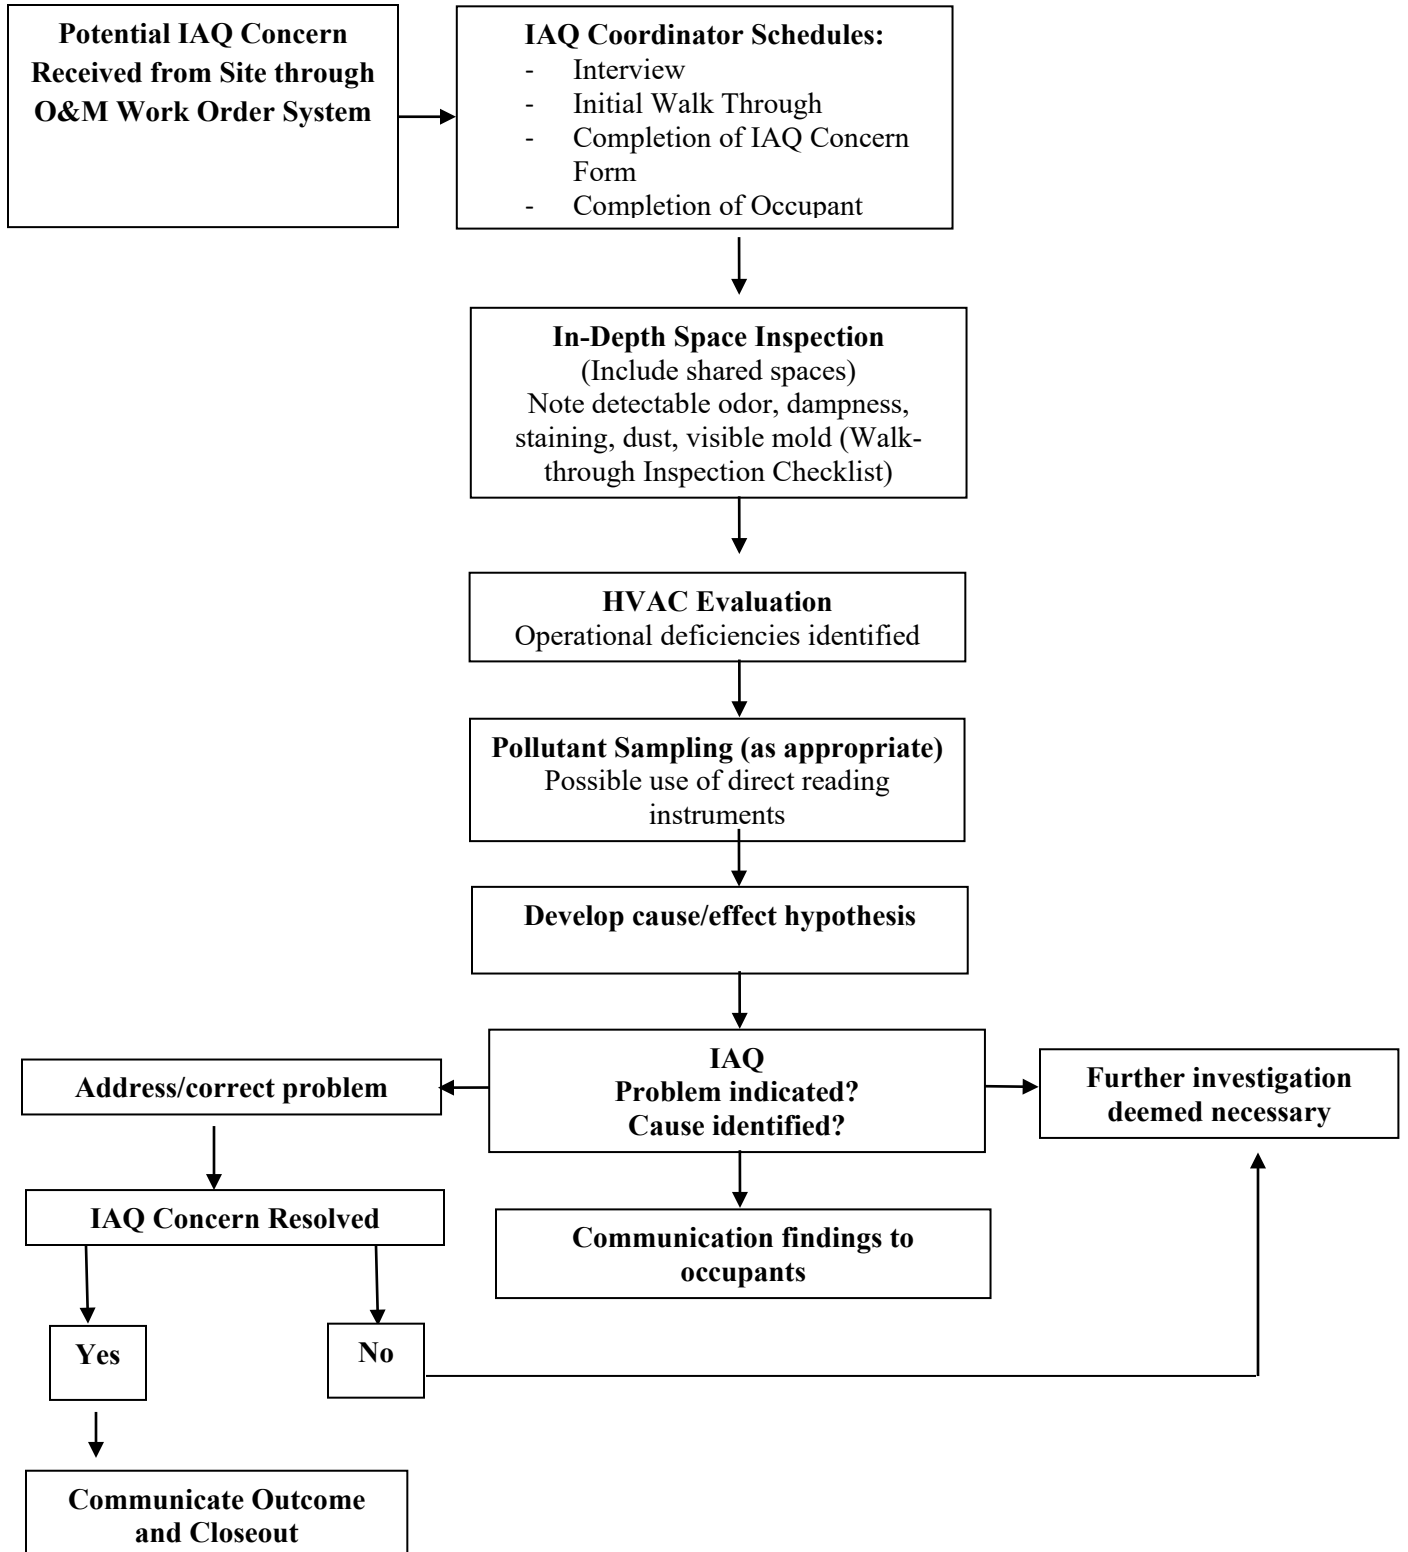 Potential IAQ Concern
Received from Site through
O&M Work Order System
IAQ Coordinator Schedules:
- Interview
- Initial Walk Through
- Completion of IAQ Concern
Form
- Completion of Occupant
In-Depth Space Inspection
(Include shared spaces)
Note detectable odor, dampness,
staining, dust, visible mold (Walk-
through Inspection Checklist)
HVAC Evaluation
Operational deficiencies identified
Pollutant Sampling (as appropriate)
Possible use of direct reading
instruments
Develop cause/effect hypothesis
IAQ
Problem indicated?
Cause identified?
Address/correct problem
Further investigation
deemed necessary
IAQ Concern Resolved
Communication findings to
occupants
Yes
No
Communicate Outcome
and Closeout